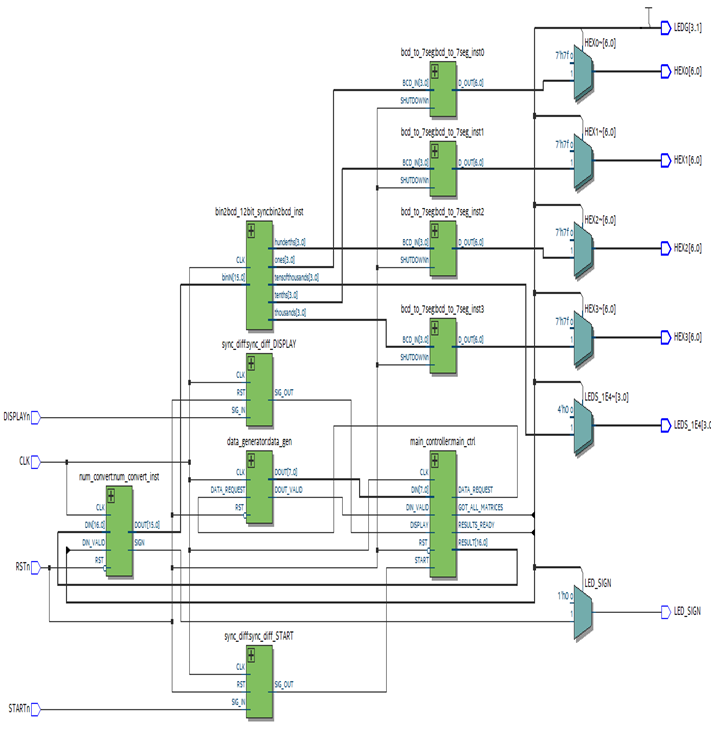 LEDG[3.1]
HEX0~[6.0]
7'h7f 0
1
HEX0[6.0]
bcd_to_7seg:bcd_to_7seg_inst0
BCD_IN[3.0]
D_OUT[6.0]
SHUTDOWNn
HEX1~[6.0]
7'h7f 0
1
HEX1[6.0]
bcd_to_7seg:bcd_to_7seg_inst1
BCD_IN[3.0]
D_OUT[6.0]
SHUTDOWNn
HEX2~[6.0]
7'h7f 0
1
HEX2[6.0]
bcd_to_7seg:bcd_to_7seg_inst2
BCD_IN[3.0]
D_OUT[6.0]
SHUTDOWNn
bin2bcd_12bit_sync:bin2bcd_inst
CLK
binIN[15.0]
hunderths[3.0]
ones[3.0]
tensofthousands[3.0]
tenths[3.0]
thousands[3.0]
HEX3~[6.0]
7'h7f 0
1
HEX3[6.0]
bcd_to_7seg:bcd_to_7seg_inst3
BCD_IN[3.0]
D_OUT[6.0]
SHUTDOWNn
sync_diff:sync_diff_DISPLAY
CLK
RST
SIG_IN
SIG_OUT
LEDS_1E4~[3.0]
4'h0 0
1
LEDS_1E4[3.0
DISPLAYn
CLK
data_generator:data_gen
CLK
DATA_REQUEST
RST
DOUT[7.0]
DOUT_VALID
main_controller:main_ctrl
CLK
DIN[7.0]
DIN_VALID
DISPLAY
RST
START
DATA_REQUEST
GOT_ALL_MATRICES
RESULTS_READY
RESULT[16.0]
num_convert:num_convert_inst
CLK
DIN[16.0]
DIN_VALID
RST
DOUT[15.0]
SIGN
RSTn
LED_SIGN
1'h0 0
1
LED_SIGN
sync_diff:sync_diff_START
CLK
RST
SIG_IN
SIG_OUT
STARTn